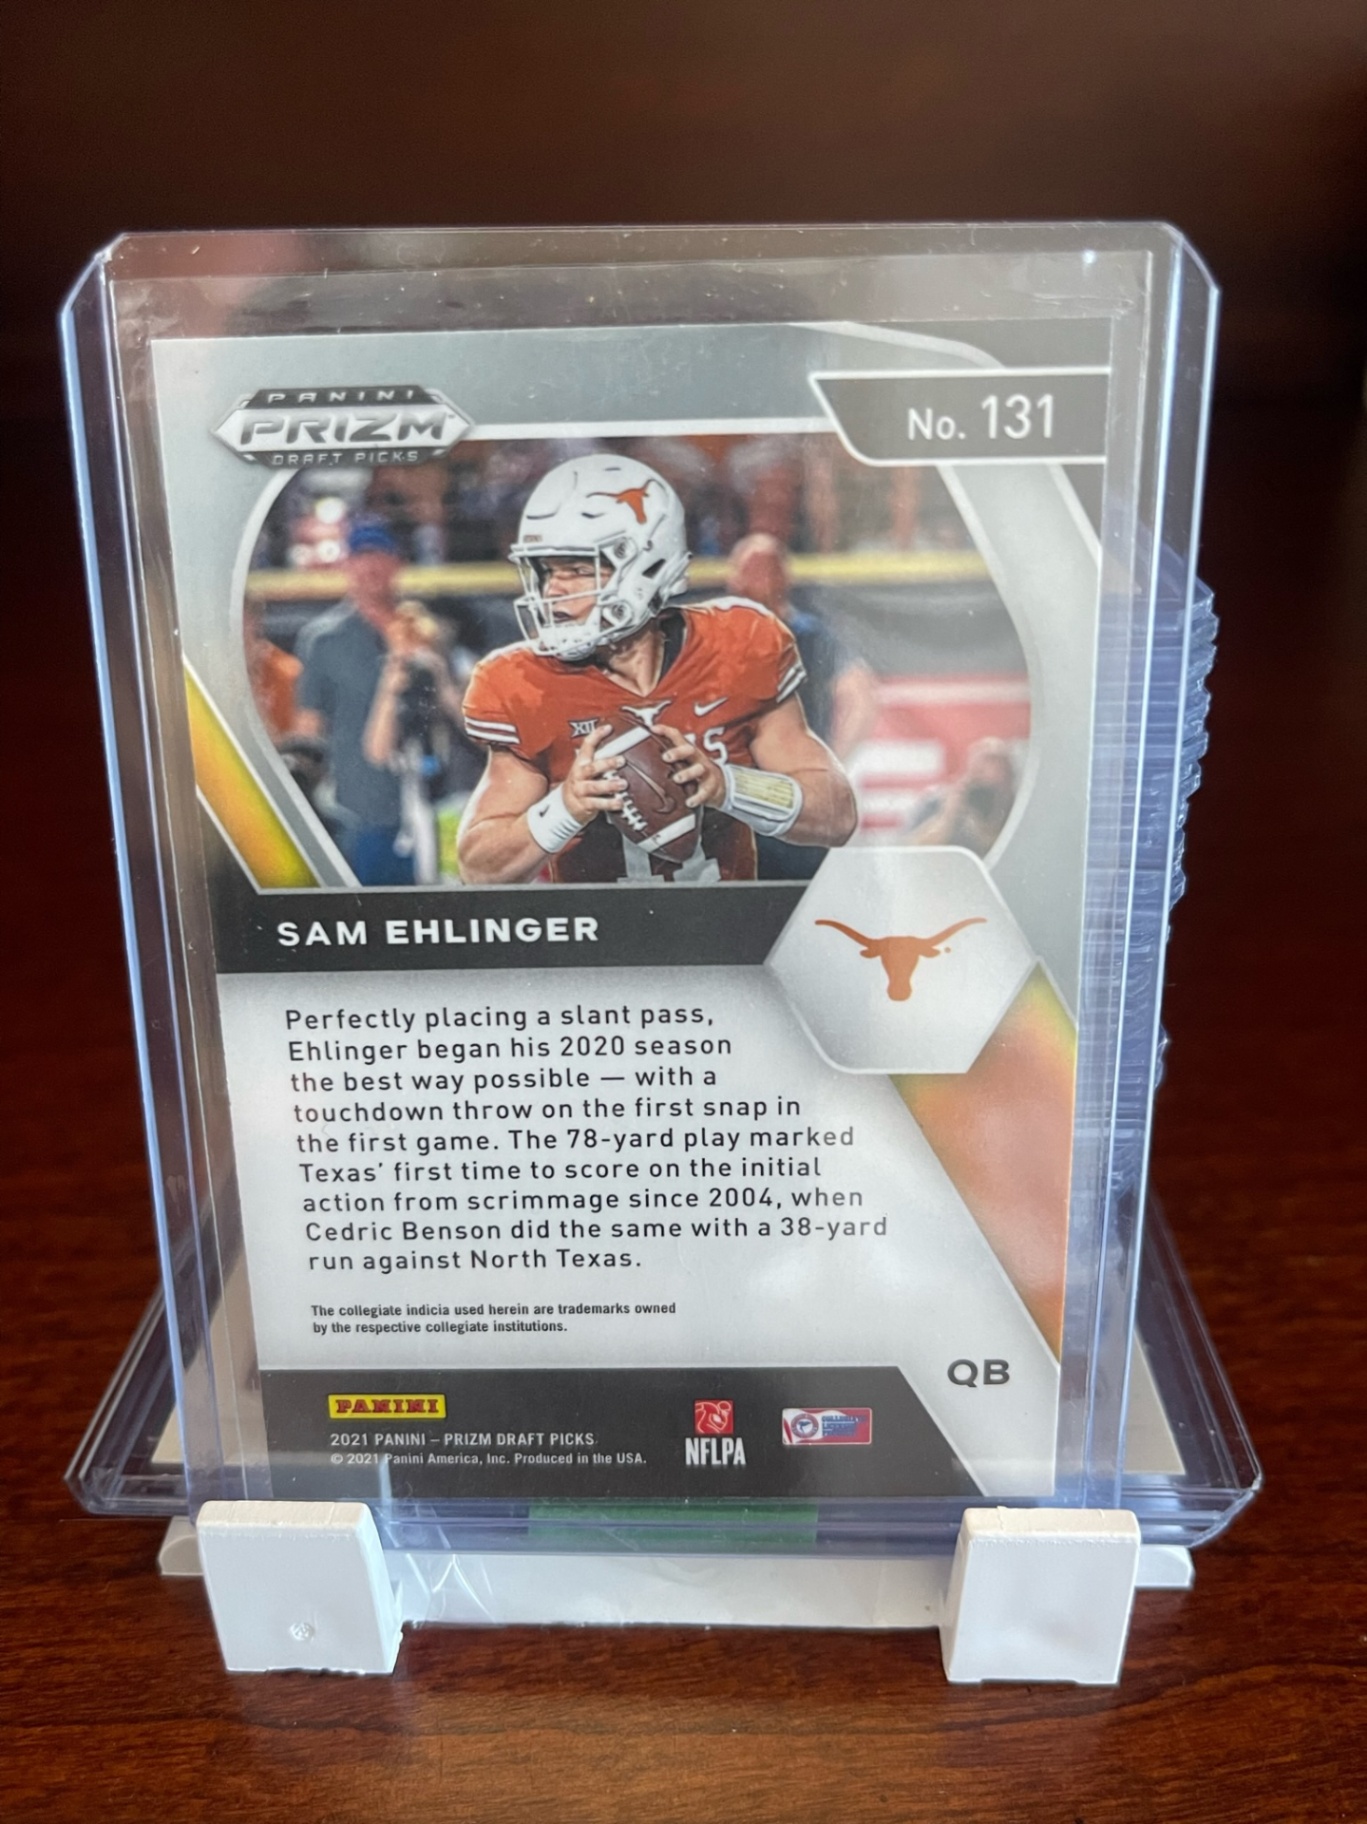 PANINI
PRIZM
DRAFT PICKS
No. 131
XII
SAM EHLINGER
Perfectly placing a slant pass,
Ehlinger began his 2020 season
the best way possible — with a
touchdown throw on the first snap in
the first game. The 78-yard play marked
Texas' first time to score on the initial
action from scrimmage since 2004, when
Cedric Benson did the same with a 38-yard
run against North Texas.
The collegiate indicia used herein are trademarks owned
by the respective collegiate institutions.
QB
PANINI
2021 PANINI – PRIZM DRAFT PICKS
© 2021 Panini America, Inc. Produced in the USA.
NFLPA